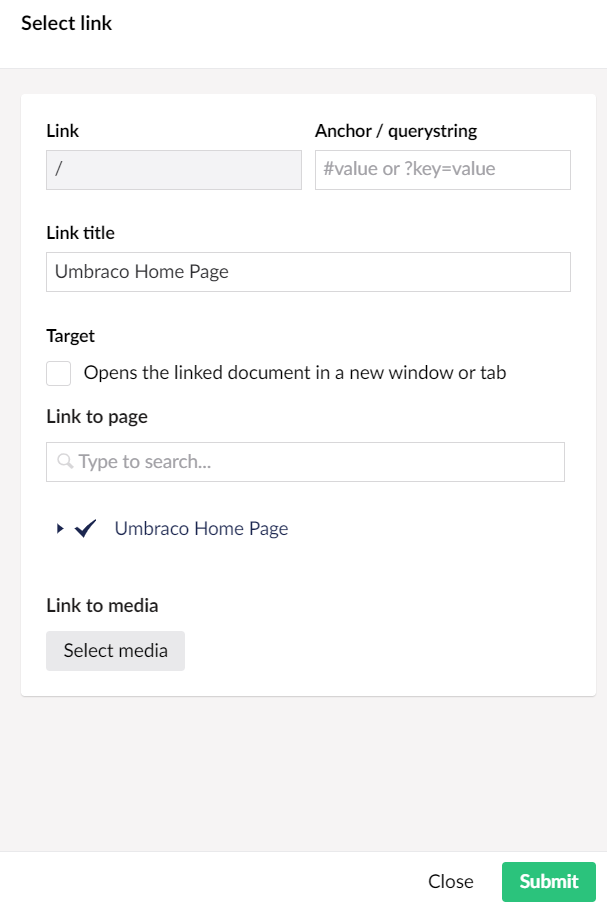 Select link
Link
Anchor / querystring
/
#value or ?key=value
Link title
Umbraco Home Page
Target
Opens the linked document in a new window or tab
Link to page
Type to search...
Umbraco Home Page
Link to media
Select media
Close
Submit